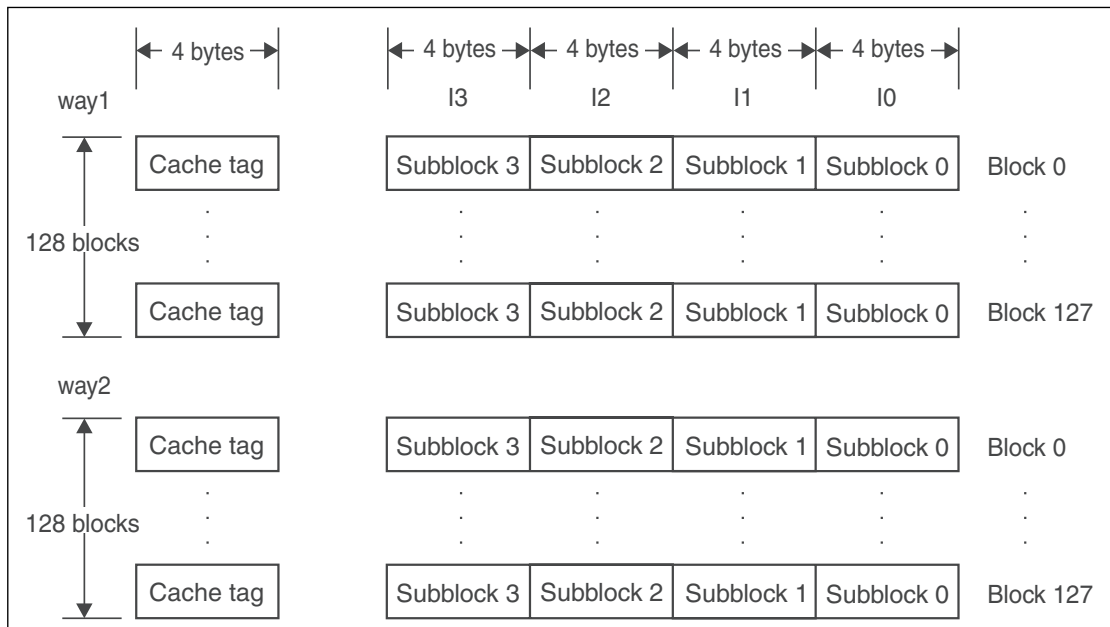 4 bytes 4 bytes 4 bytes 4 bytes 4 bytes
way1 I3 I2 I1 I0
Cache tag Subblock 3 Subblock 2 Subblock 1 Subblock 0 Block 0
128 blocks
Cache tag Subblock 3 Subblock 2 Subblock 1 Subblock 0 Block 127
way2
Cache tag Subblock 3 Subblock 2 Subblock 1 Subblock 0 Block 0
128 blocks
Cache tag Subblock 3 Subblock 2 Subblock 1 Subblock 0 Block 127